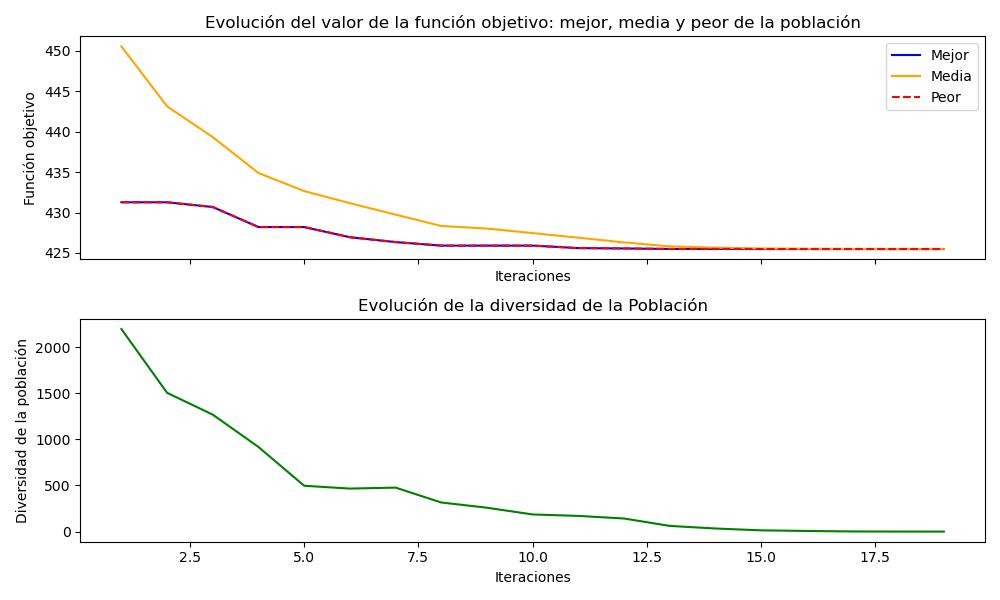 Evolución del valor de la función objetivo: mejor, media y peor de la población
Función objetivo
450
445
440
435
430
425
Mejor
Media
Peor
Iteraciones
Evolución de la diversidad de la Población
Diversidad de la población
2000
1500
1000
500
0
2.5 5.0 7.5 10.0 12.5 15.0 17.5
Iteraciones